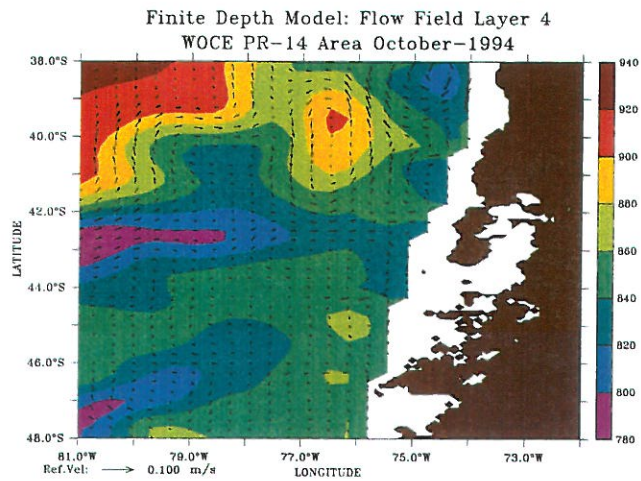 Finite Depth Model: Flow Field Layer 4
WOCE PR-14 Area October-1994
38.0°S
40.0°S
42.0°S
44.0°S
46.0°S
48.0°S
LATITUDE
81.0°W 79.0°W 77.0°W 75.0°W 73.0°W
LONGITUDE
Ref.Vel: 0.100 m/s
940
920
900
880
860
840
820
800
780